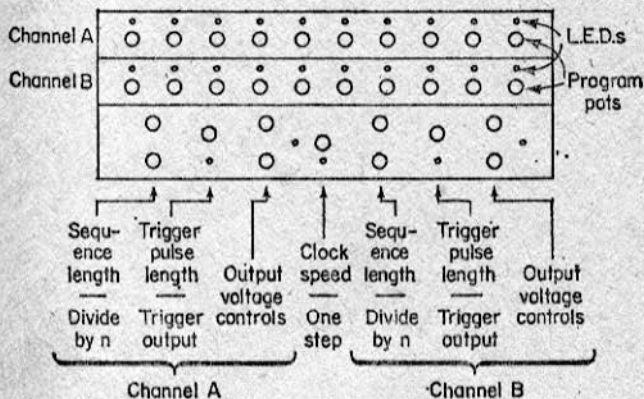 Channel A
L.E.D.s
Channel B
Program
pots
Sequ-
ence
length
Divide
by n
Trigger
pulse
length
Trigger
output
Output
voltage
controls
Clock
speed
One
step
Sequ-
ence
length
Divide
by n
Trigger
pulse
length
Trigger
output
Output
voltage
controls
Channel A
Channel B